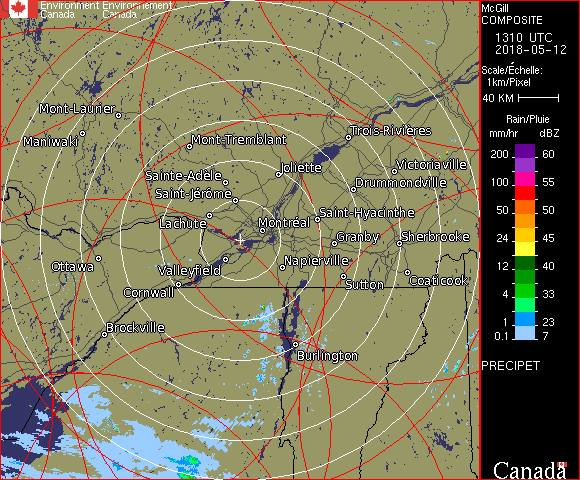 Environment Environnement
Canada Canada
McGill
COMPOSITE
1310 UTC
2018-05-12
Scale/Échelle:
1km/Pixel
40 KM
Rain/Pluie
mm/hr dBZ
200 60
155 65
100 55
50 50
24 45
12 40
4 33
1 23
0.1 7
PRECIPET
Canada
Mont-Laurier
Maniwaki
Mont-Tremblant
Trois-Rivières
Sainte-Adèle
Joliette
Victoriaville
Drummondville
Saint-Jérôme
Lachute
Montréal
Saint-Hyacinthe
Granby
Sherbrooke
Ottawa
Valleyfield
Napierville
Sutton
Coaticook
Cornwall
Brockville
Burlington